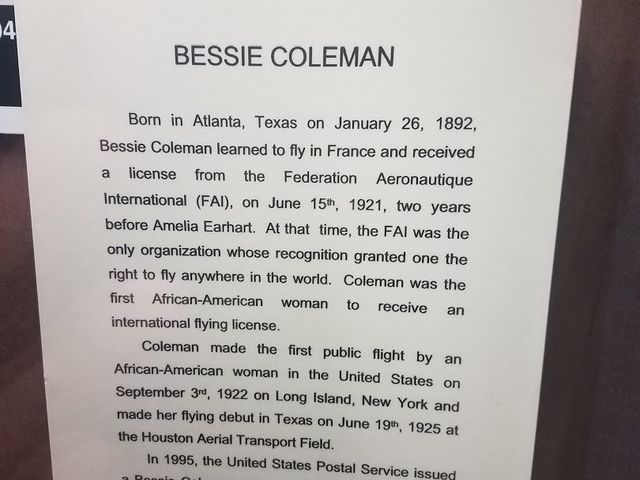 04
BESSIE COLEMAN
Born in Atlanta, Texas on January 26, 1892,
Bessie Coleman learned to fly in France and received
a license from the Federation Aeronautique
International (FAI), on June 15th, 1921, two years
before Amelia Earhart. At that time, the FAI was the
only organization whose recognition granted one the
right to fly anywhere in the world. Coleman was the
first African-American woman to receive an
international flying license.
Coleman made the first public flight by an
African-American woman in the United States on
September 3rd, 1922 on Long Island, New York and
made her flying debut in Texas on June 19th, 1925 at
the Houston Aerial Transport Field.
In 1995, the United States Postal Service issued
a Bessie